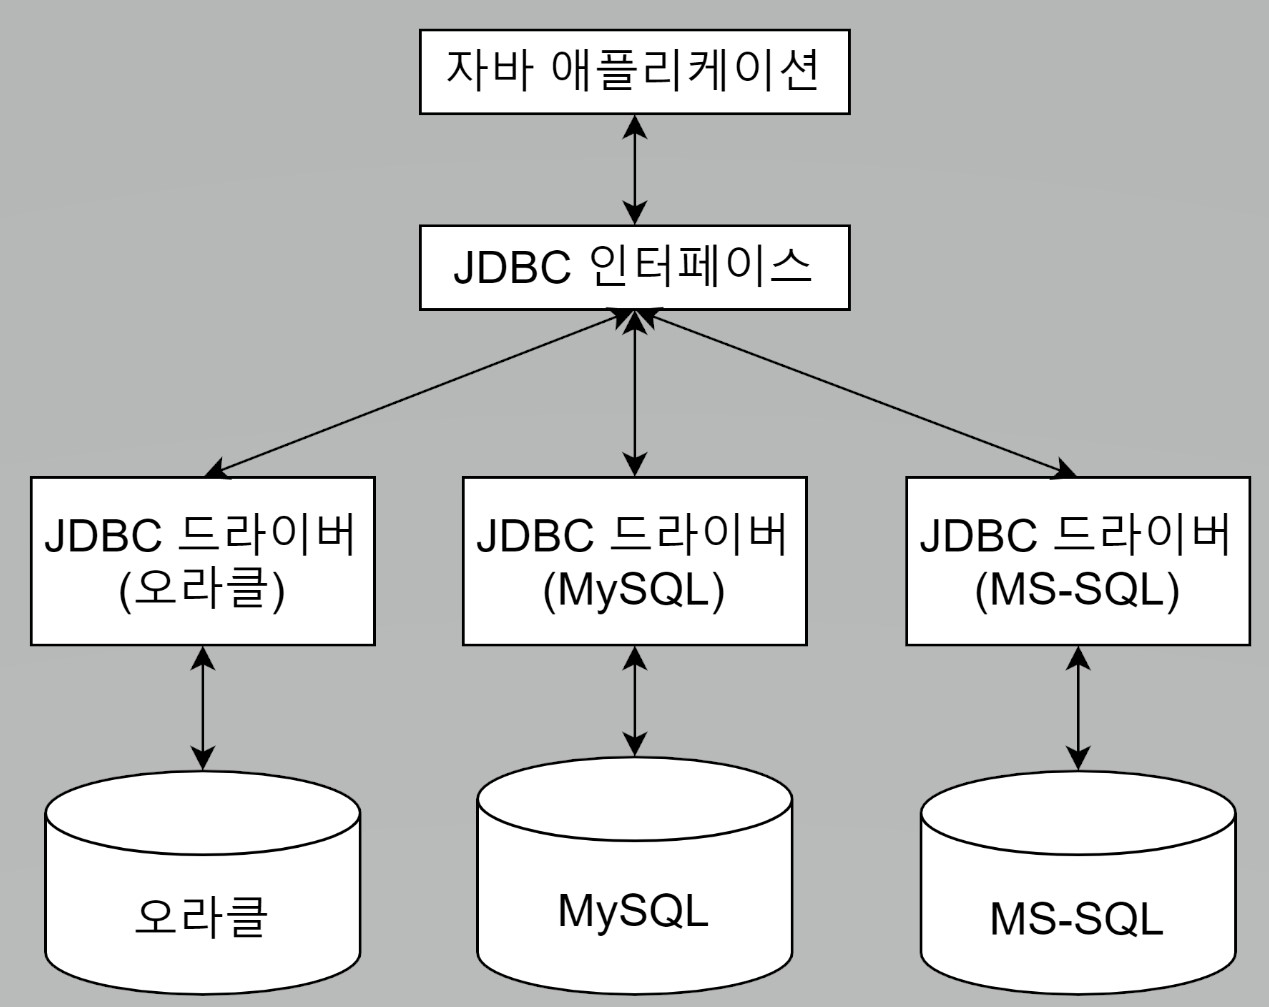 자바 애플리케이션
JDBC 인터페이스
JDBC 드라이버
(오라클)
JDBC 드라이버
(MySQL)
JDBC 드라이버
(MS-SQL)
오라클
MySQL
MS-SQL